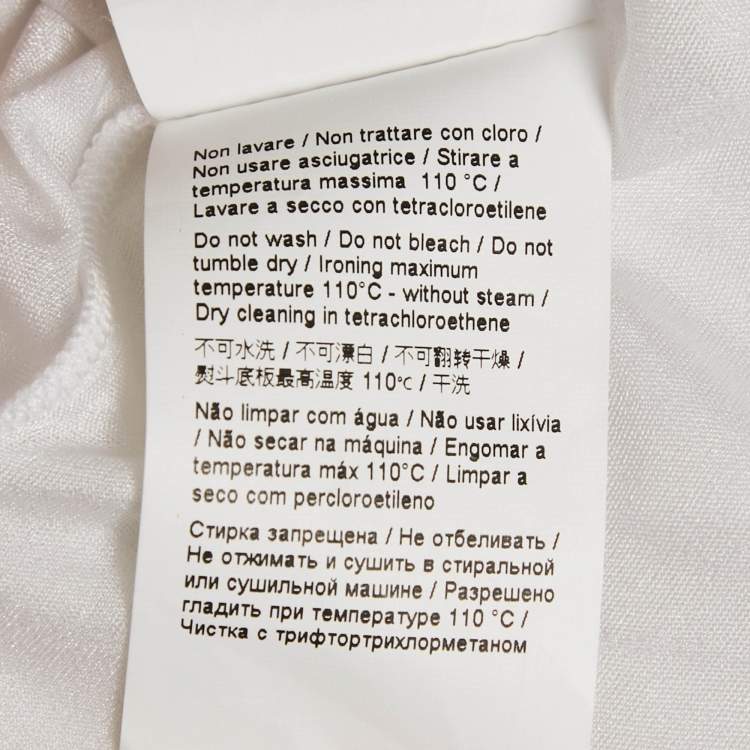 Non lavare / Non trattare con cloro /
Non usare asciugatrice / Stirare a
temperatura massima 110 °C /
Lavare a secco con tetracloroetilene
Do not wash / Do not bleach / Do not
tumble dry / Ironing maximum
temperature 110°C - without steam /
Dry cleaning in tetrachloroethene
不可水洗 / 不可漂白 / 不可翻转干燥 /
熨斗底板最高温度 110℃ / 干洗
Não limpar com água / Não usar lixívia
/ Não secar na máquina / Engomar a
temperatura máx 110°C / Limpar a
seco com percloroetileno
Стирка запрещена / Не отбеливать /
Не отжимать и сушить в стиральной
или сушильной машине / Разрешено
гладить при температуре 110 °C /
Чистка с трифтортрихлорметаном